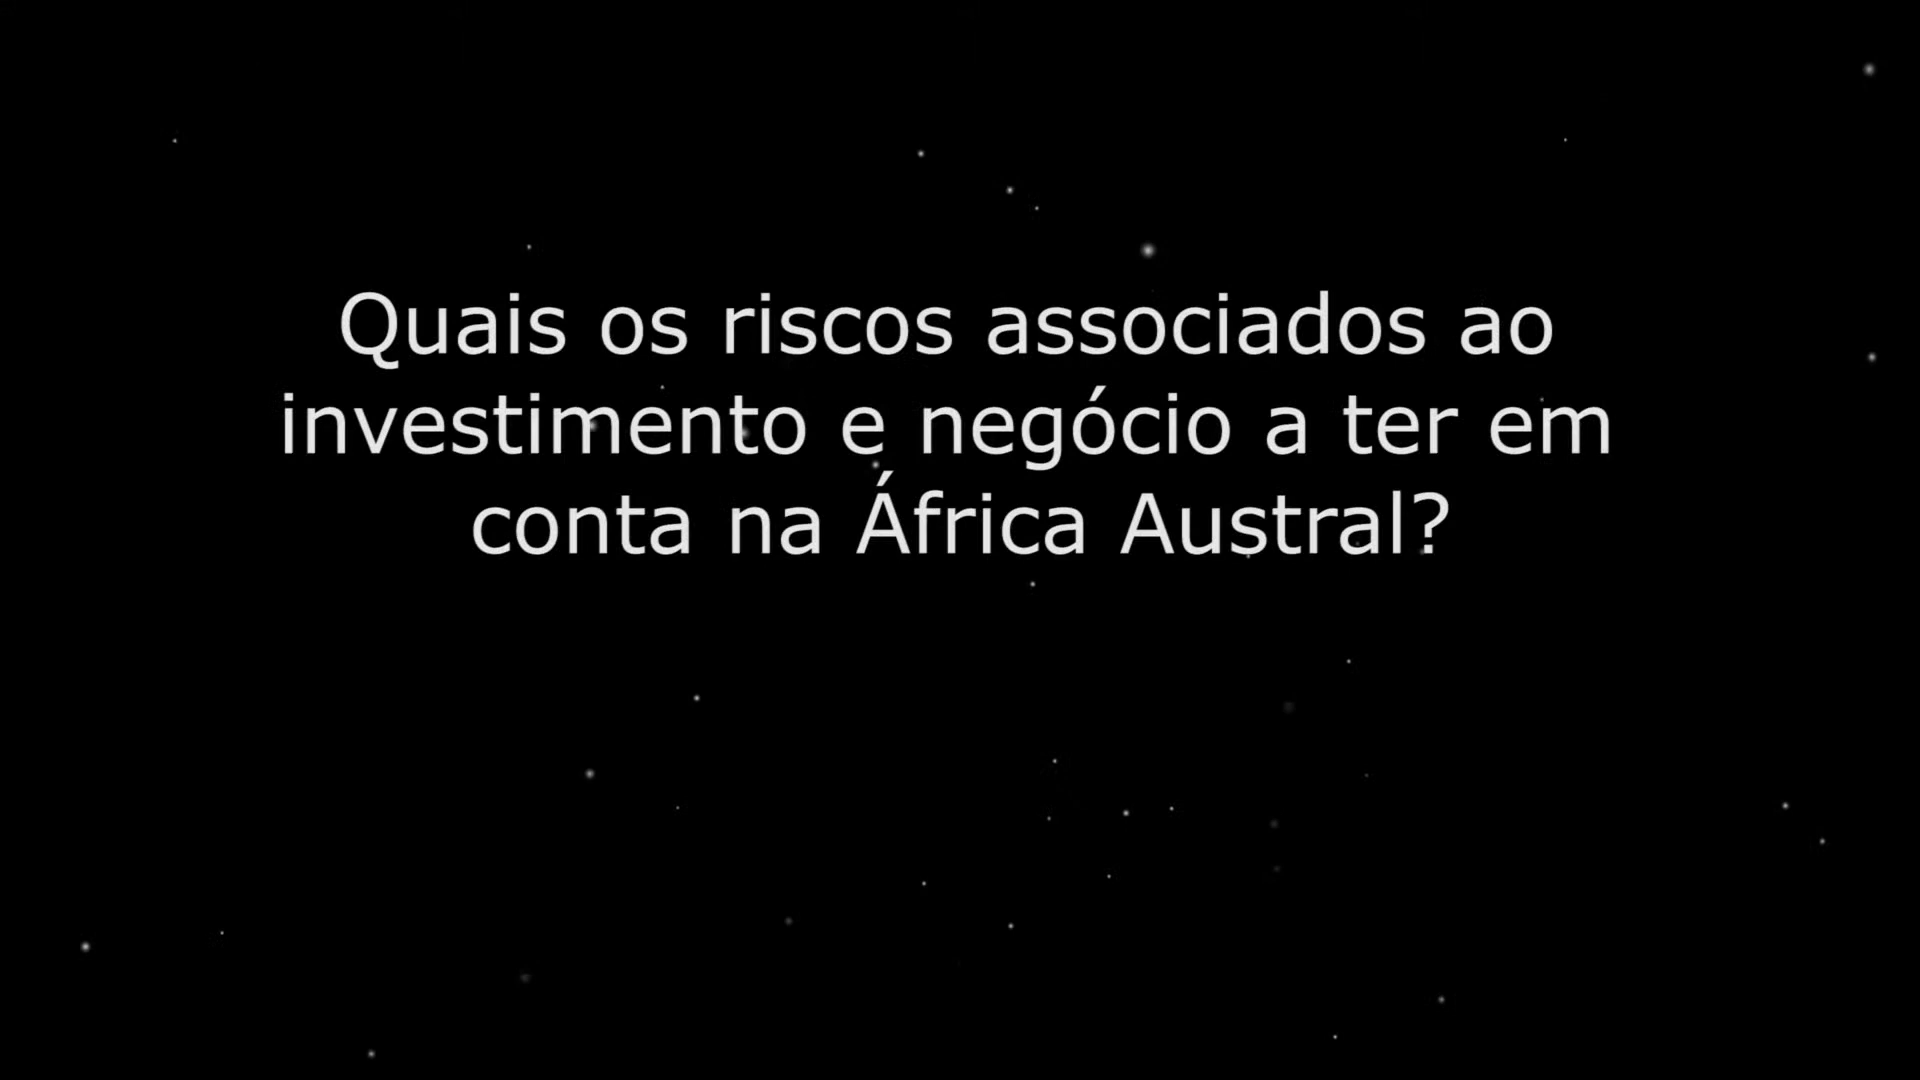 Quais os riscos associados ao
investimento e negócio a ter em
conta na África Austral?